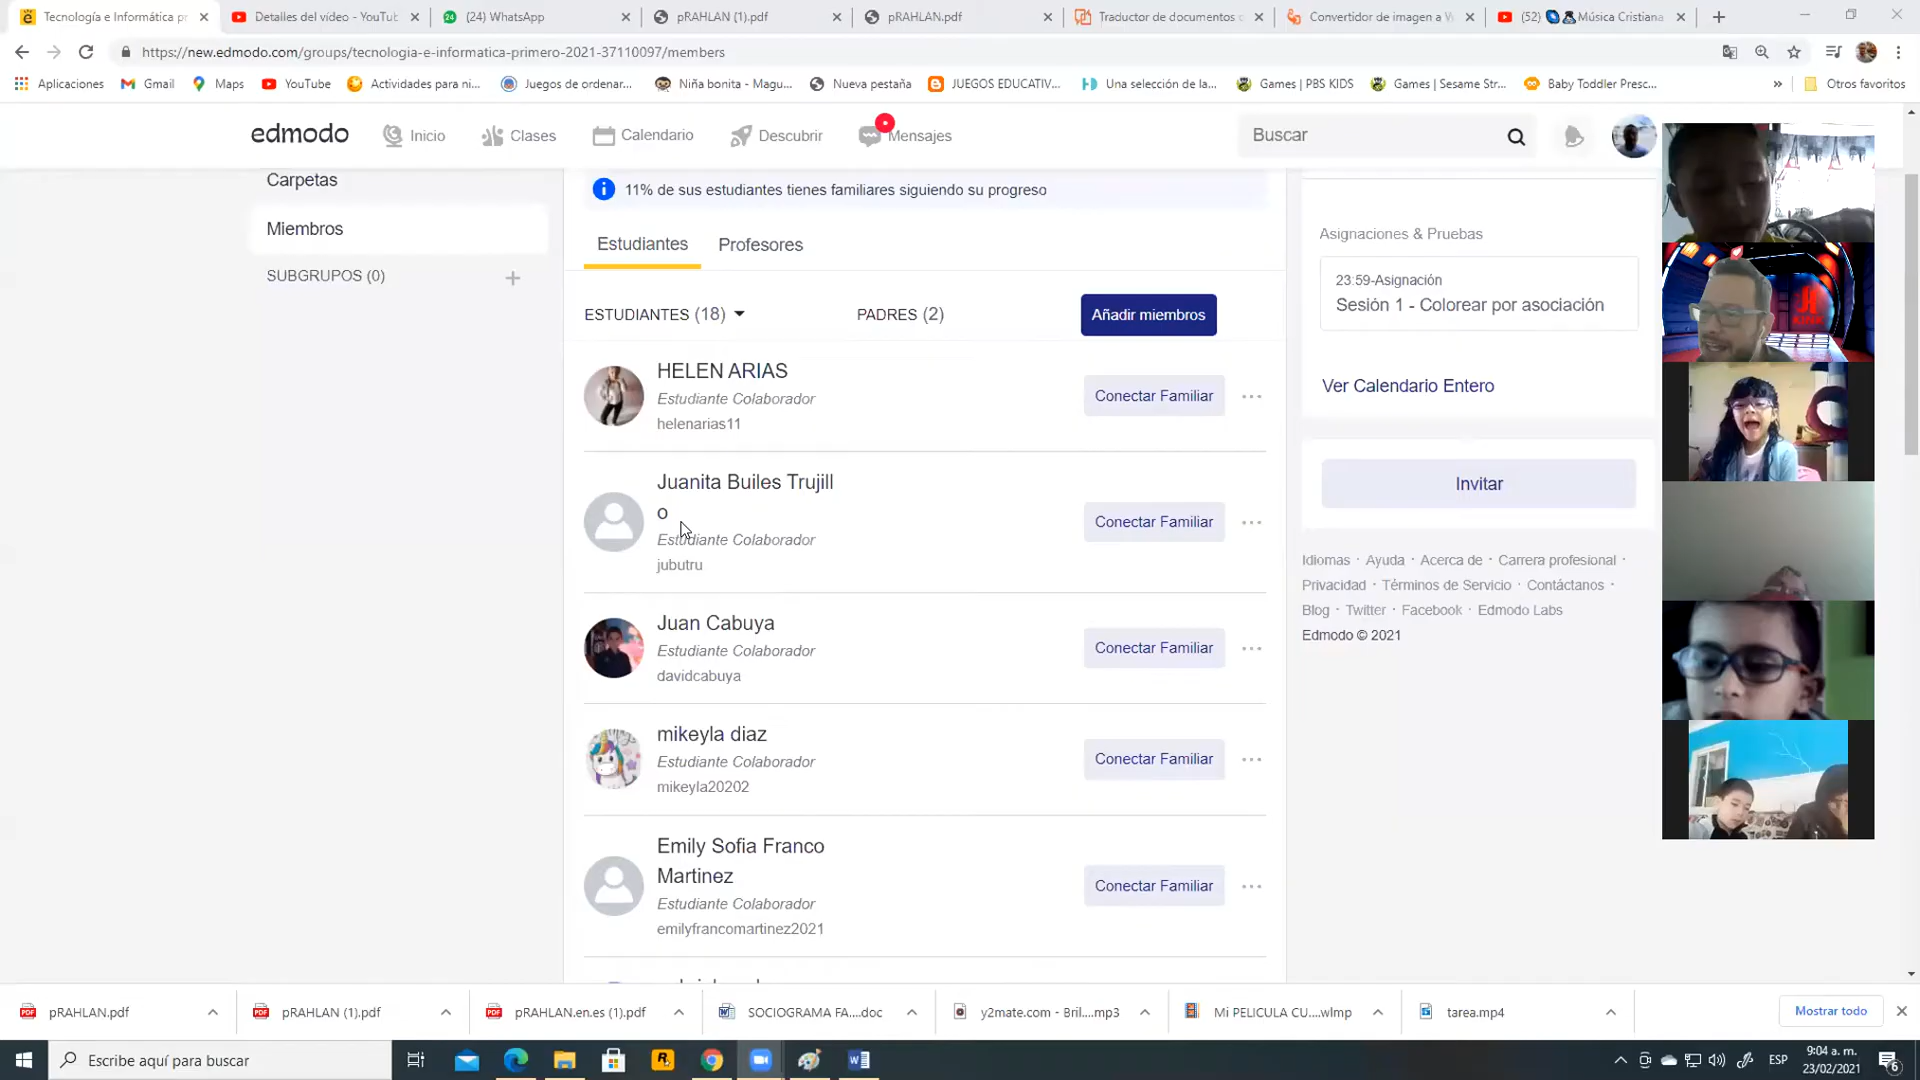 Tecnología e Informática pr
Detalles del vídeo - YouTub
(24) WhatsApp
pRAHLAN (1).pdf
pRAHLAN.pdf
Traductor de documentos
Convertidor de imagen a
(52) Música Cristiana
https://new.edmodo.com/groups/tecnologia-e-informatica-primero-2021-37110097/members
Aplicaciones
Gmail
Maps
YouTube
Actividades para ni...
Juegos de ordenar...
Niña bonita - Magu...
Nueva pestaña
JUEGOS EDUCATIV...
Una selección de la...
Games | PBS KIDS
Games | Sesame Str...
Baby Toddler Presc...
»
Otros favoritos
edmodo
Inicio
Clases
Calendario
Descubrir
Mensajes
Buscar
Carpetas
Miembros
SUBGRUPOS (0)
11% de sus estudiantes tienes familiares siguiendo su progreso
Estudiantes
Profesores
ESTUDIANTES (18)
PADRES (2)
Añadir miembros
HELEN ARIAS
Estudiante Colaborador
helenarias11
Conectar Familiar
Juanita Builes Trujill
o
Estudiante Colaborador
jubutru
Conectar Familiar
Juan Cabuya
Estudiante Colaborador
davidcabuya
Conectar Familiar
mikeyla diaz
Estudiante Colaborador
mikeyla20202
Conectar Familiar
Emily Sofia Franco
Martinez
Estudiante Colaborador
emilyfrancomartinez2021
Conectar Familiar
Asignaciones & Pruebas
23:59-Asignación
Sesión 1 - Colorear por asociación
Ver Calendario Entero
Invitar
Idiomas · Ayuda · Acerca de · Carrera profesional ·
Privacidad · Términos de Servicio · Contáctanos ·
Blog · Twitter · Facebook · Edmodo Labs
Edmodo © 2021
pRAHLAN.pdf
pRAHLAN (1).pdf
pRAHLAN.en.es (1).pdf
SOCIOGRAMA FA....doc
y2mate.com - Bril....mp3
Mi PELICULA CU....wlmp
tarea.mp4
Mostrar todo
Escribe aquí para buscar
ESP
9:04 a. m.
23/02/2021
6